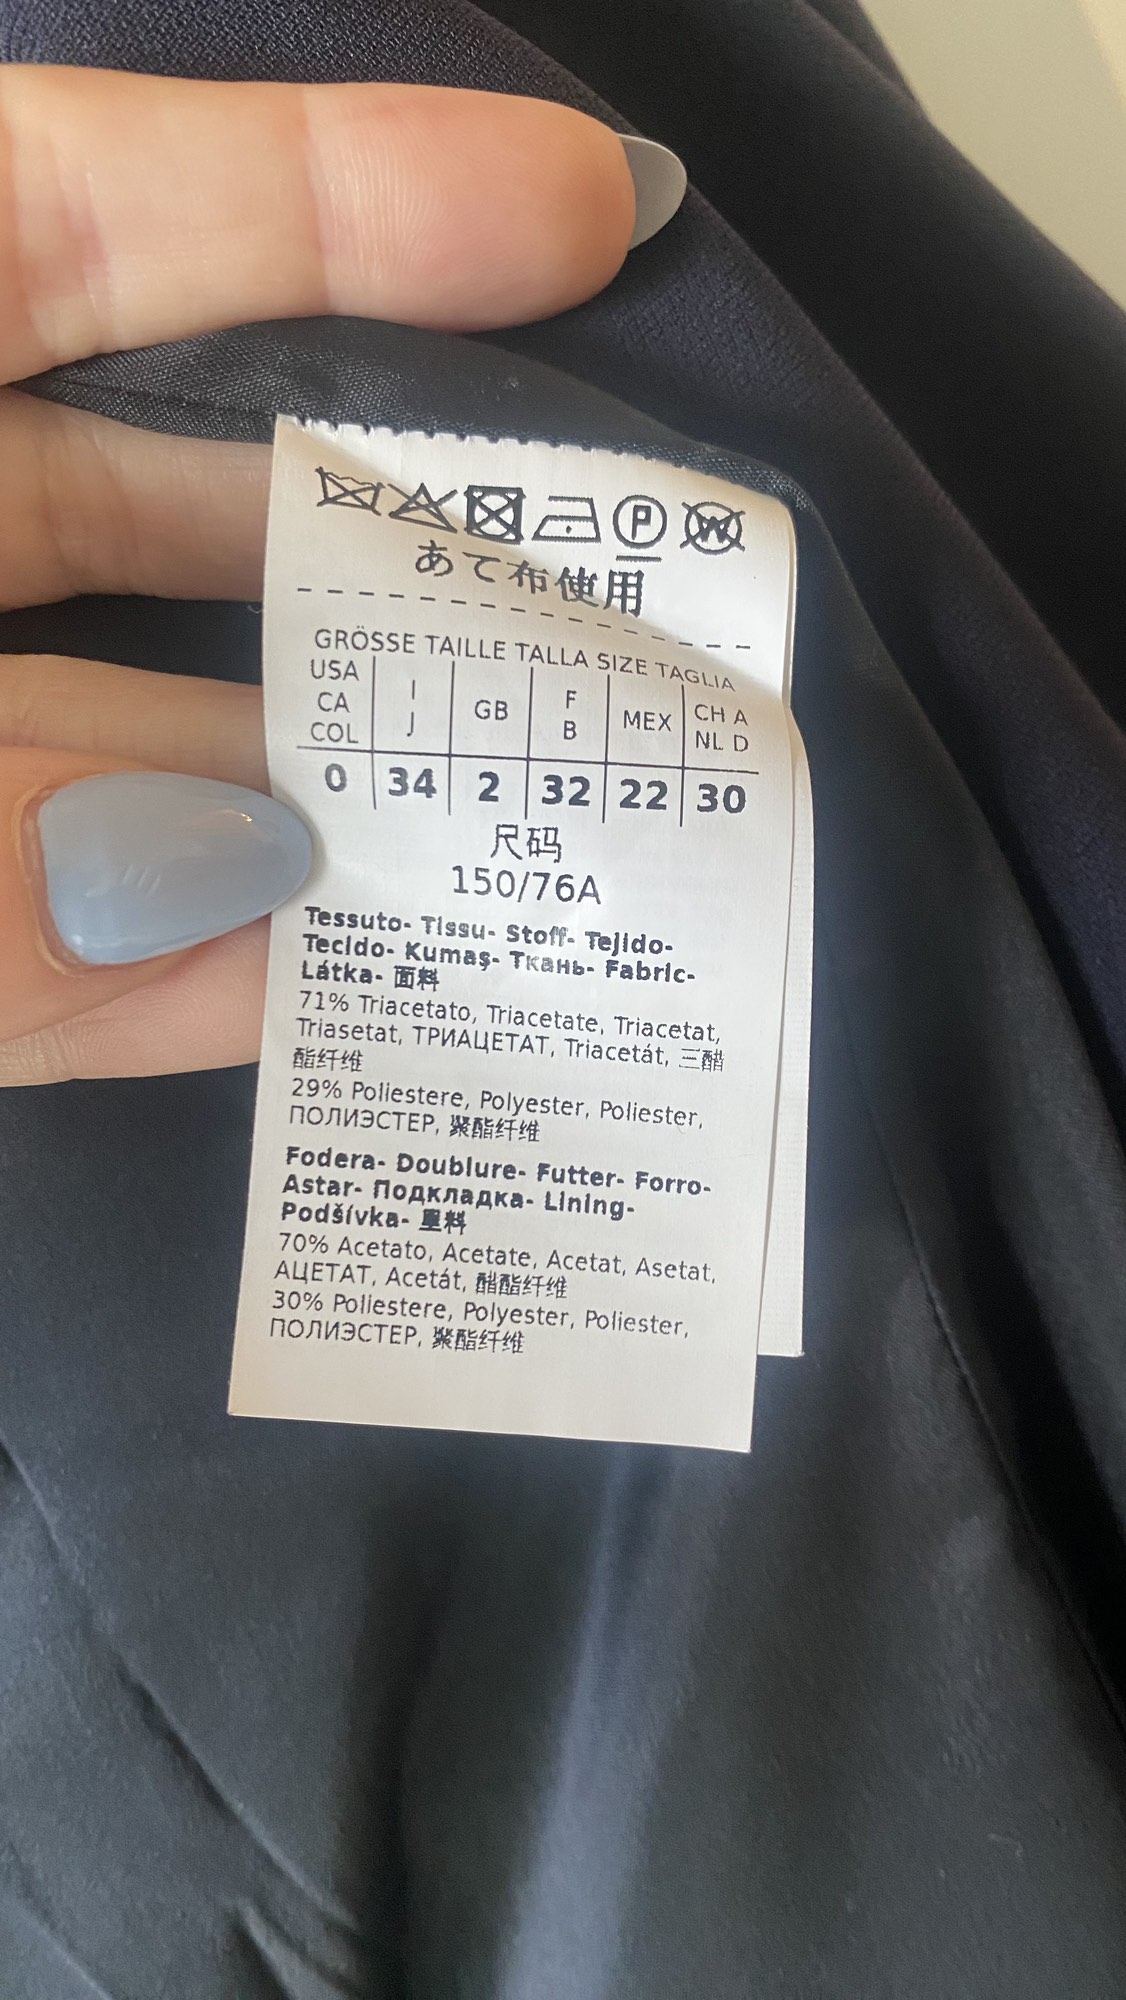 P W
あて布使用
GRÖSSE TAILLE TALLA SIZE TAGLIA
USA CA COL | I J | GB | F B | MEX | CH A NL D
0 | 34 | 2 | 32 | 22 | 30
尺码
150/76A
Tessuto- Tissu- Stoff- Tejido-
Tecido- Kumaş- Ткань- Fabric-
Látka- 面料
71% Triacetato, Triacetate, Triacetat,
Triasetat, ТРИАЦЕТАТ, Triacetát, 三醋
酯纤维
29% Poliestere, Polyester, Poliester,
ПОЛИЭСТЕР, 聚酯纤维
Fodera- Doublure- Futter- Forro-
Astar- Подкладка- Lining-
Podšívka- 里料
70% Acetato, Acetate, Acetat, Asetat,
АЦЕТАТ, Acetát, 醋酯纤维
30% Poliestere, Polyester, Poliester,
ПОЛИЭСТЕР, 聚酯纤维